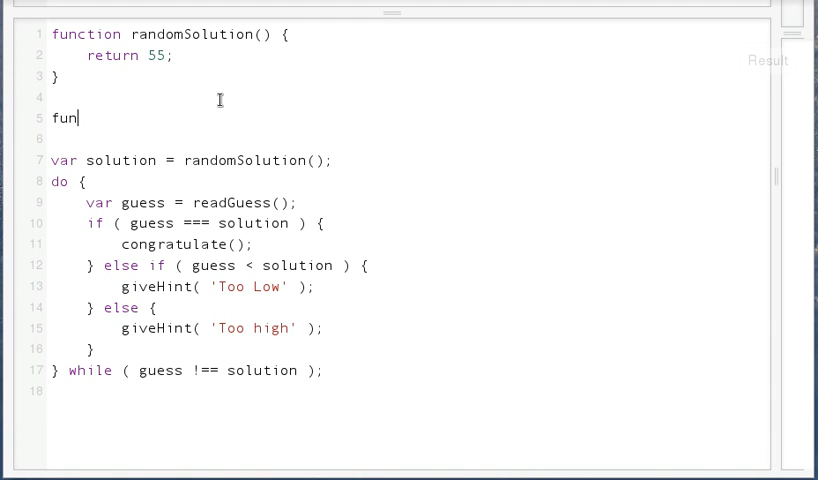 1 function randomSolution() {
2 return 55;
3 }
4
5 fun
6
7 var solution = randomSolution();
8 do {
9 var guess = readGuess();
10 if ( guess === solution ) {
11 congratulate();
12 } else if ( guess < solution ) {
13 giveHint( 'Too Low' );
14 } else {
15 giveHint( 'Too high' );
16 }
17 } while ( guess !== solution );
18
Result